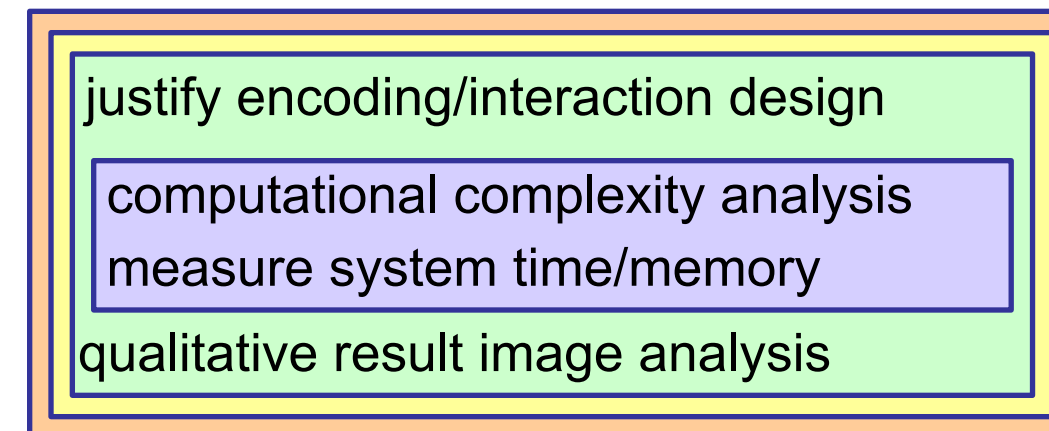 justify encoding/interaction design
computational complexity analysis
measure system time/memory
qualitative result image analysis